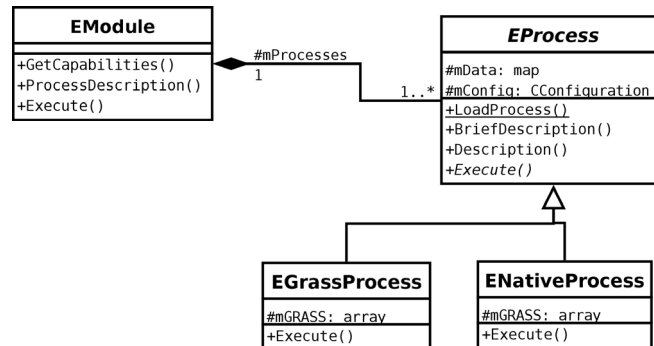 EModule
+GetCapabilities()
+ProcessDescription()
+Execute()
#mProcesses
1
1..*
EProcess
#mData: map
#mConfig: CConfiguration
+LoadProcess()
+BriefDescription()
+Description()
+Execute()
EGrassProcess
#mGRASS: array
+Execute()
ENativeProcess
#mGRASS: array
+Execute()